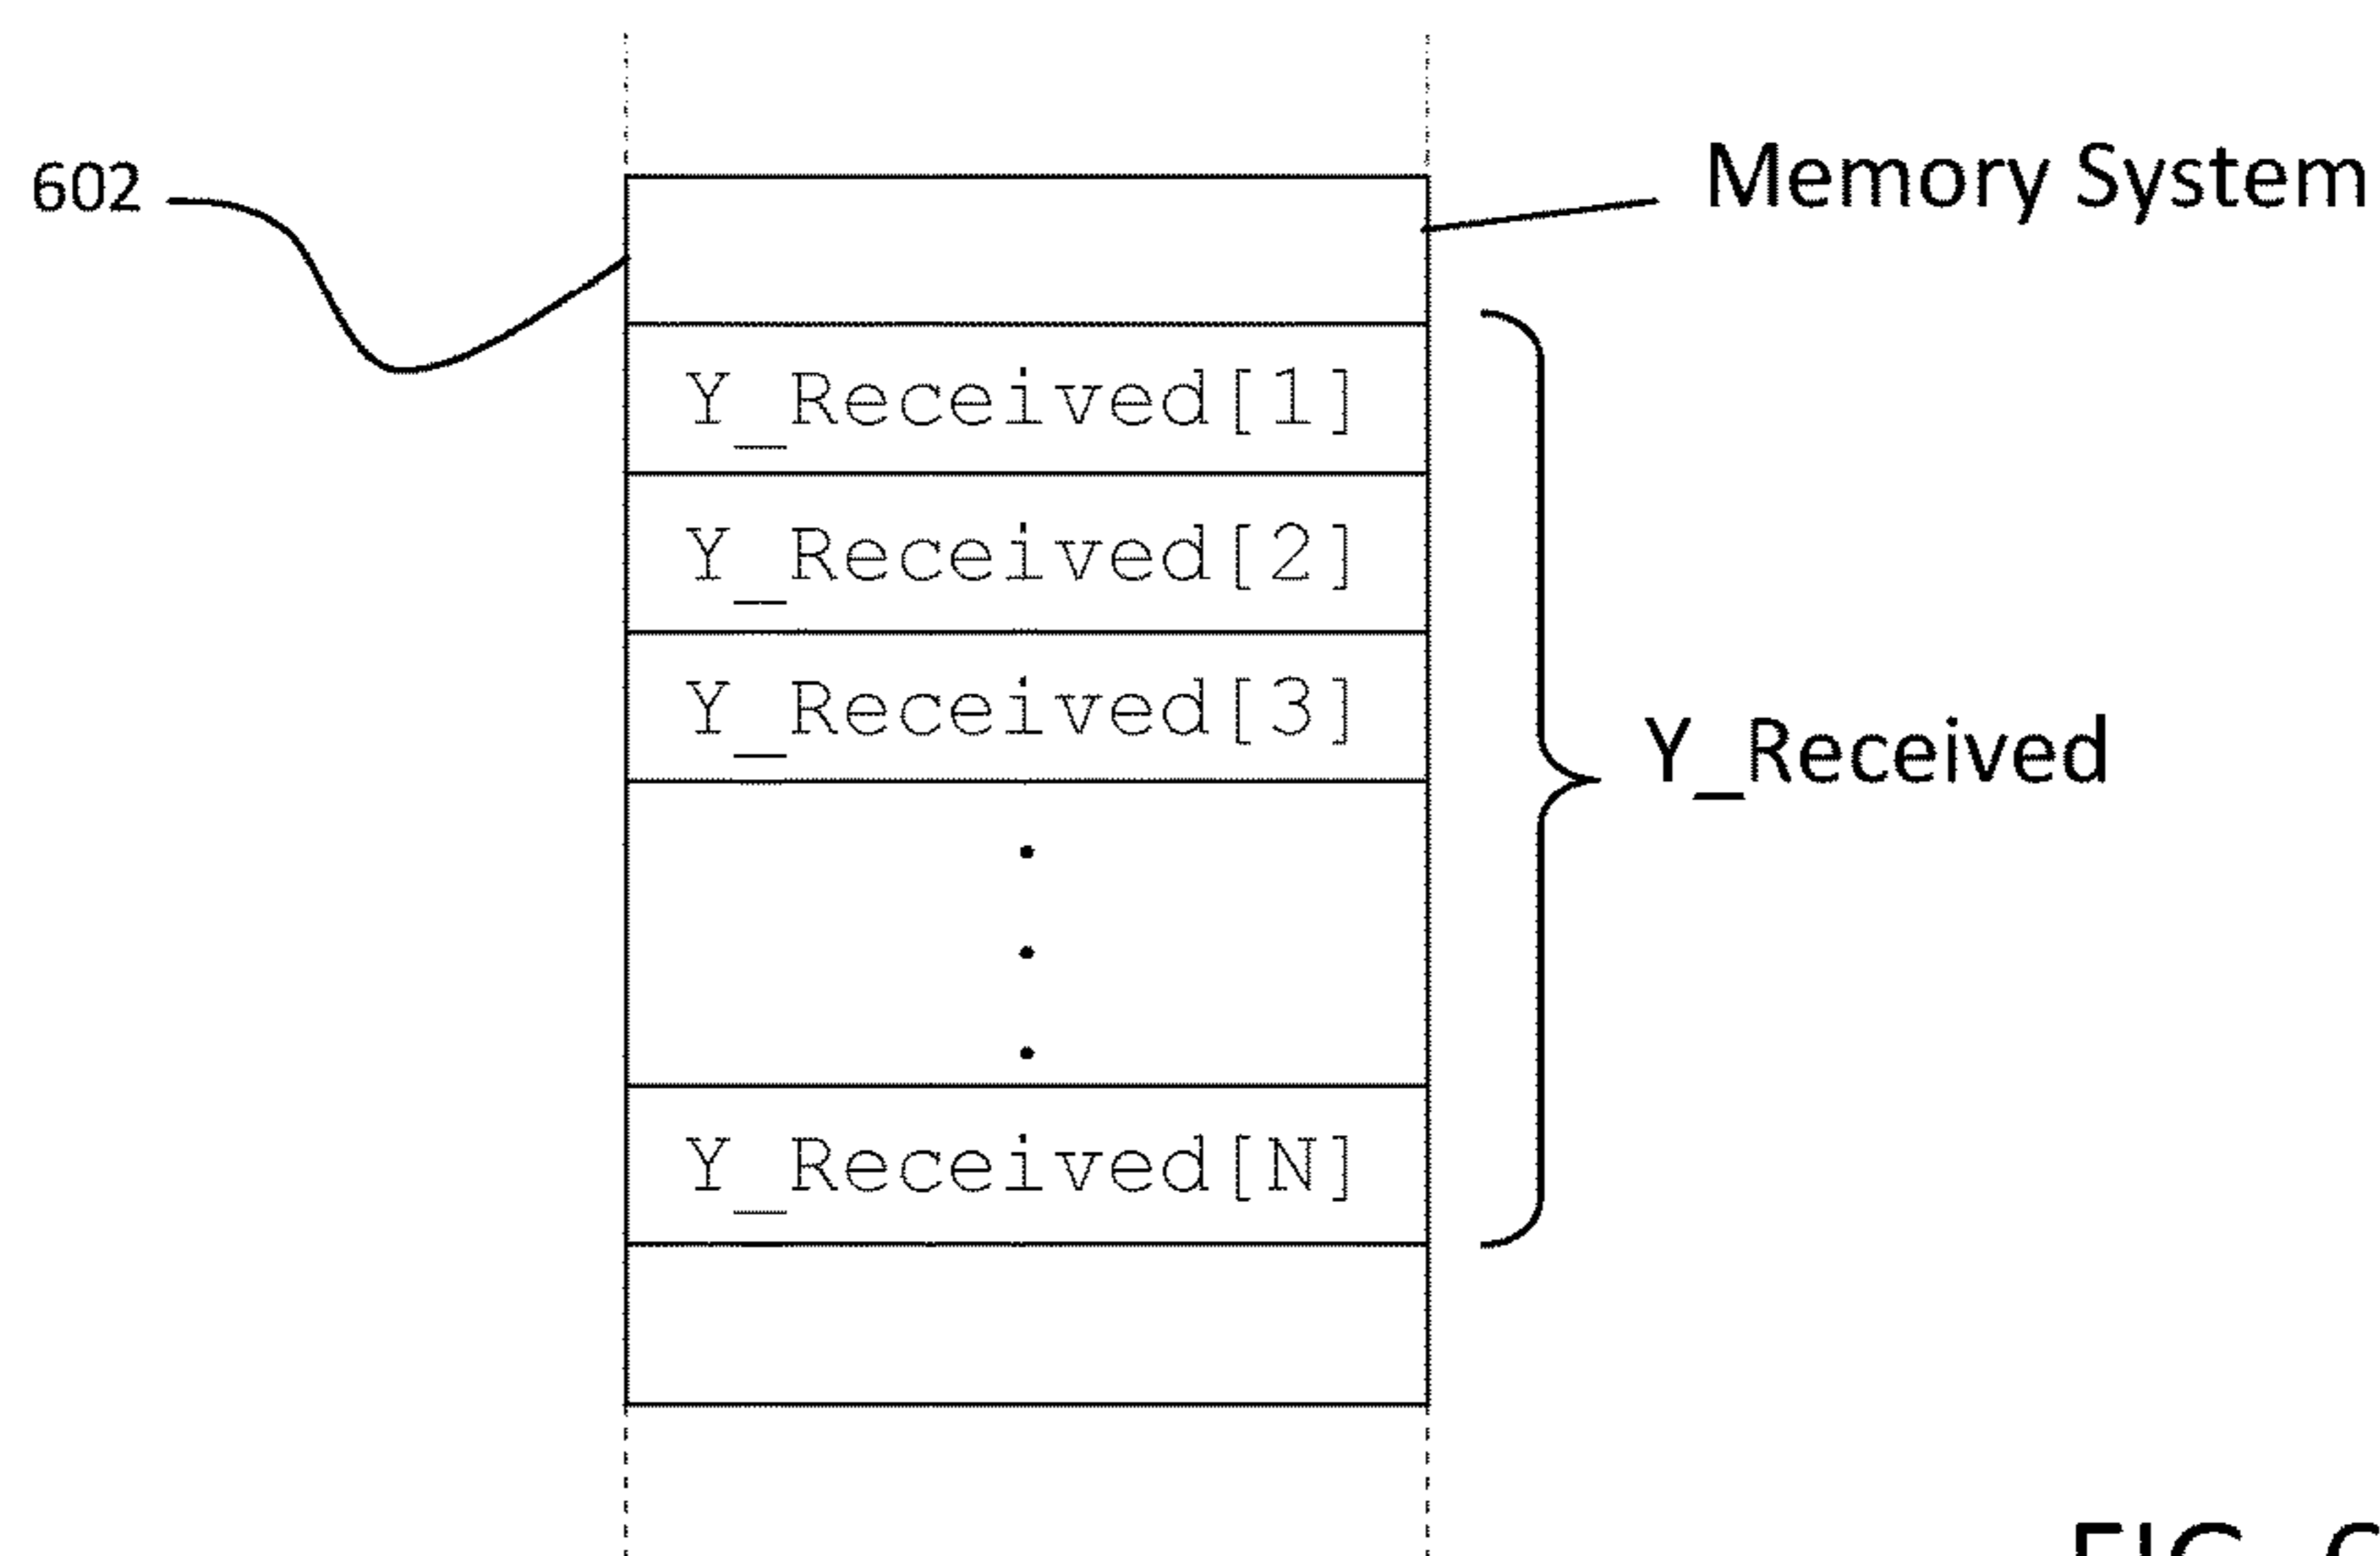 602
Memory System
Y_Received[1]
Y_Received[2]
Y_Received[3]
Y_Received
Y_Received[N]